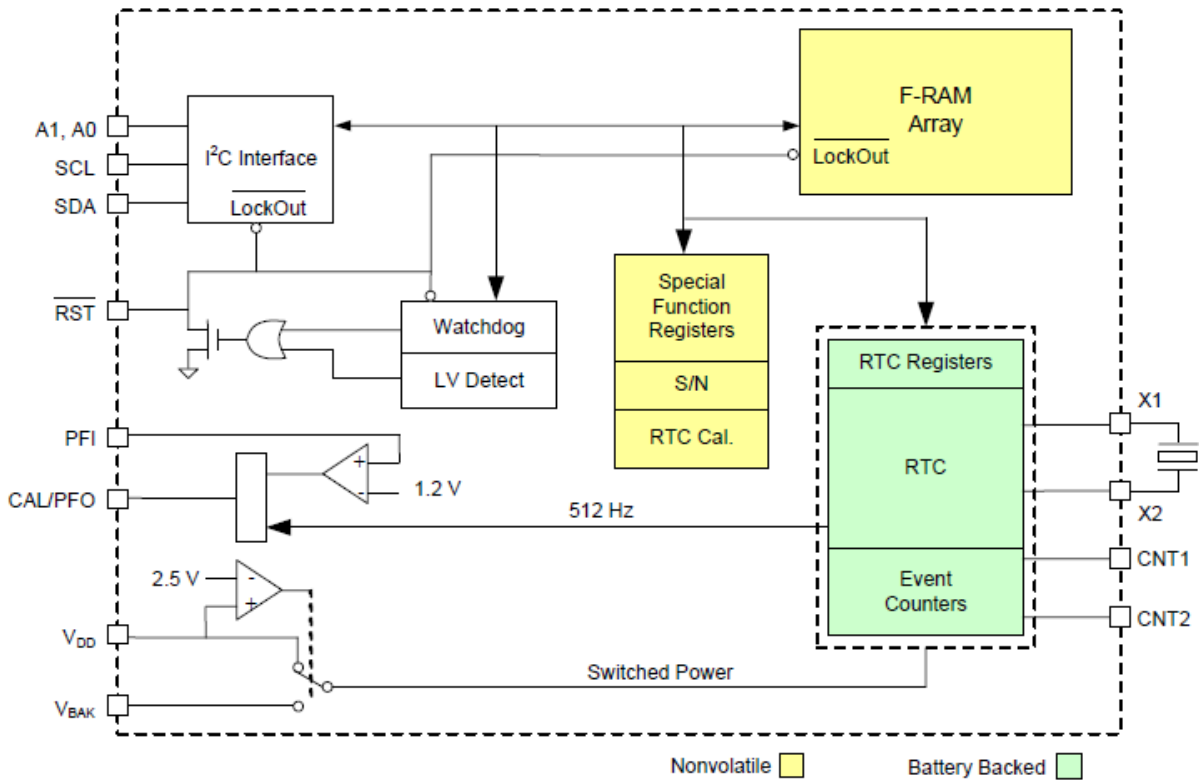 F-RAM
Array
LockOut
A1, A0
SCL
SDA
I²C Interface
LockOut
RST
Watchdog
LV Detect
Special
Function
Registers
S/N
RTC Cal.
RTC Registers
RTC
Event
Counters
X1
X2
CNT1
CNT2
PFI
CAL/PFO
+
-
1.2 V
512 Hz
2.5 V
-
+
VDD
VBAK
Switched Power
Nonvolatile
Battery Backed